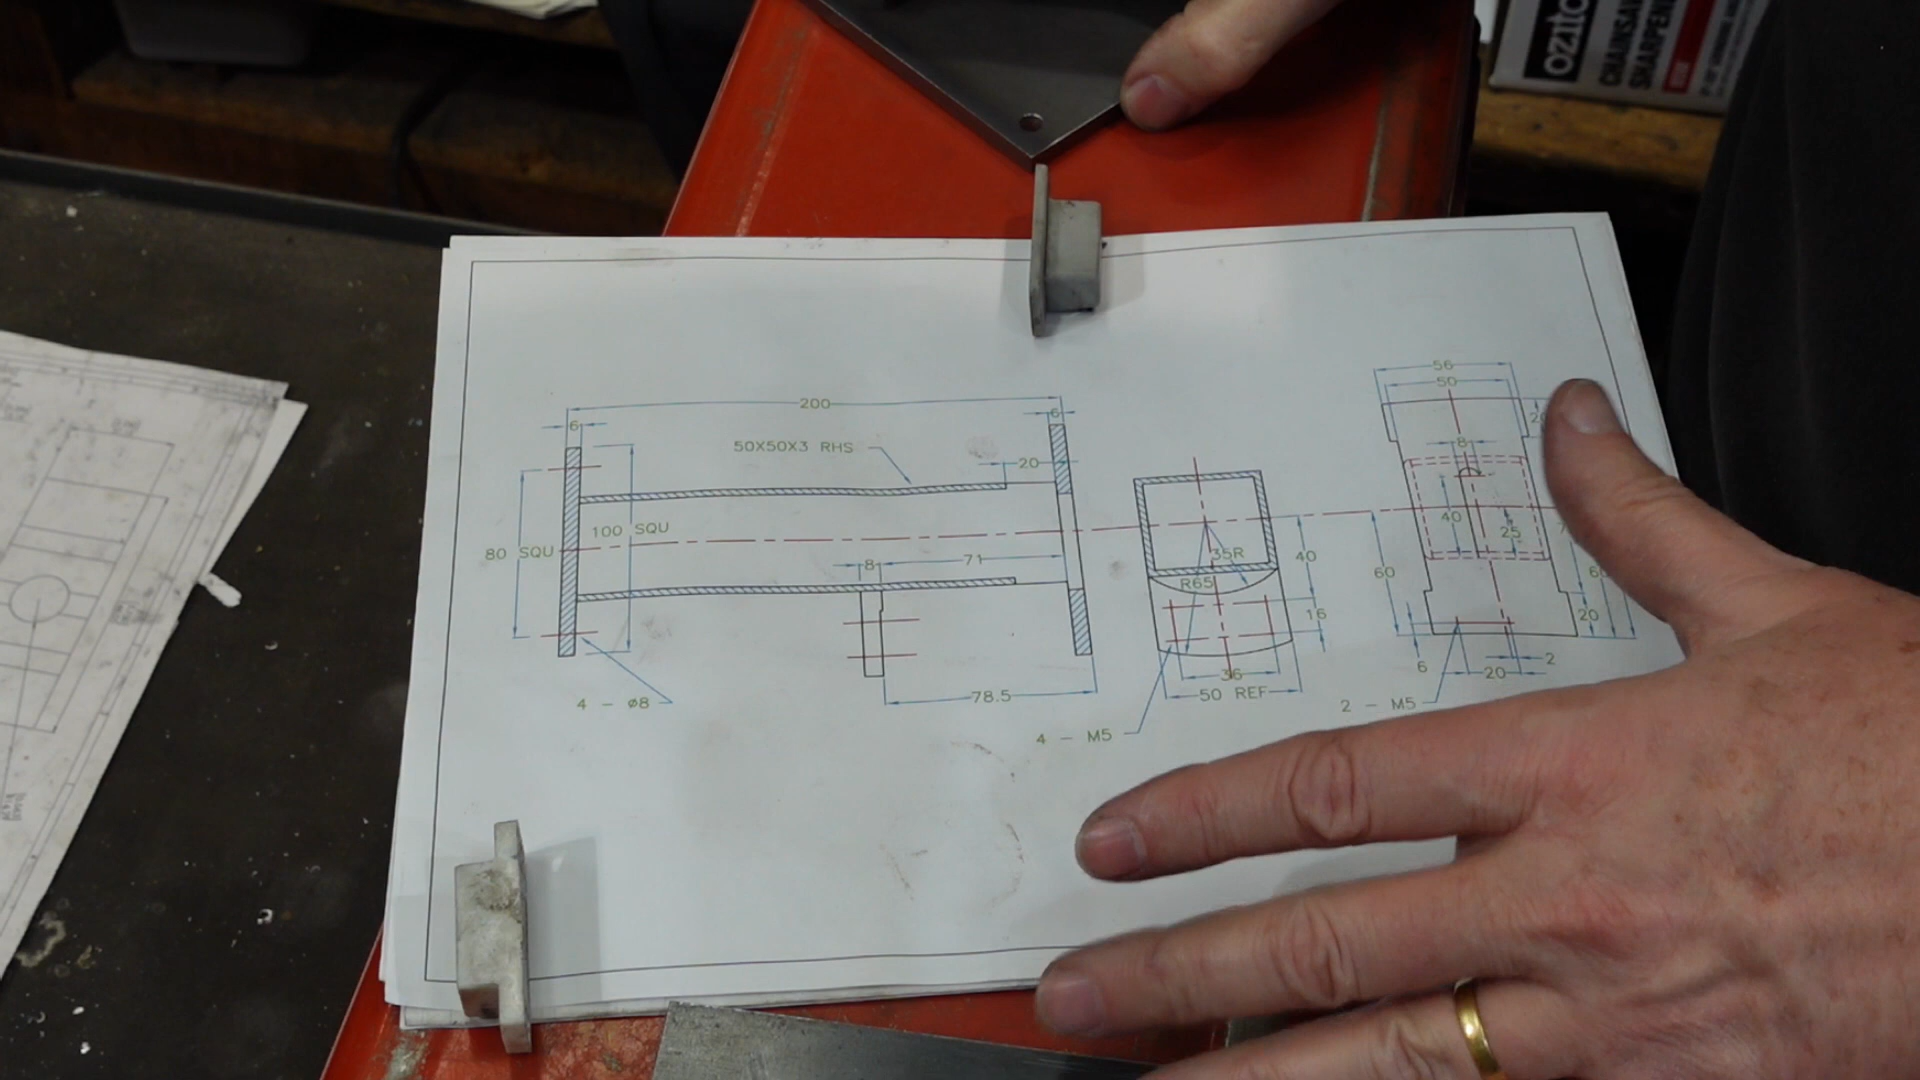 ozito
CHAINSAW
SHARPENER
56
50
200
6
6
50X50X3 RHS
8
20
100 SQU
80 SQU
40
25
35R
40
8
71
R65
60
16
20
36
6
20
2
78.5
50 REF
4 - ø8
2 - M5
4 - M5